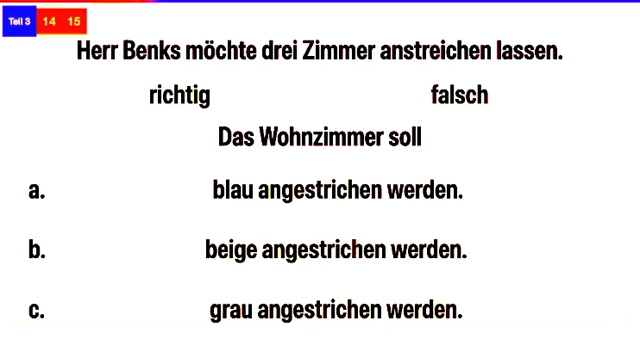 Teil 3 14 15
Herr Benks möchte drei Zimmer anstreichen lassen.
richtig falsch
Das Wohnzimmer soll
a. blau angestrichen werden.
b. beige angestrichen werden.
c. grau angestrichen werden.